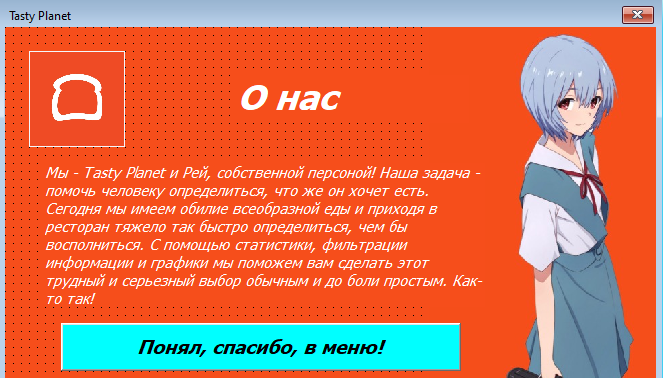 Tasty Planet
О нас
Мы - Tasty Planet и Рей, собственной персоной! Наша задача -
помочь человеку определиться, что же он хочет есть.
Сегодня мы имеем обилие всеобразной еды и приходя в
ресторан тяжело так быстро определиться, чем бы
восполниться. С помощью статистики, фильтрации
информации и графики мы поможем вам сделать этот
трудный и серьезный выбор обычным и до боли простым. Как-
то так!
Понял, спасибо, в меню!